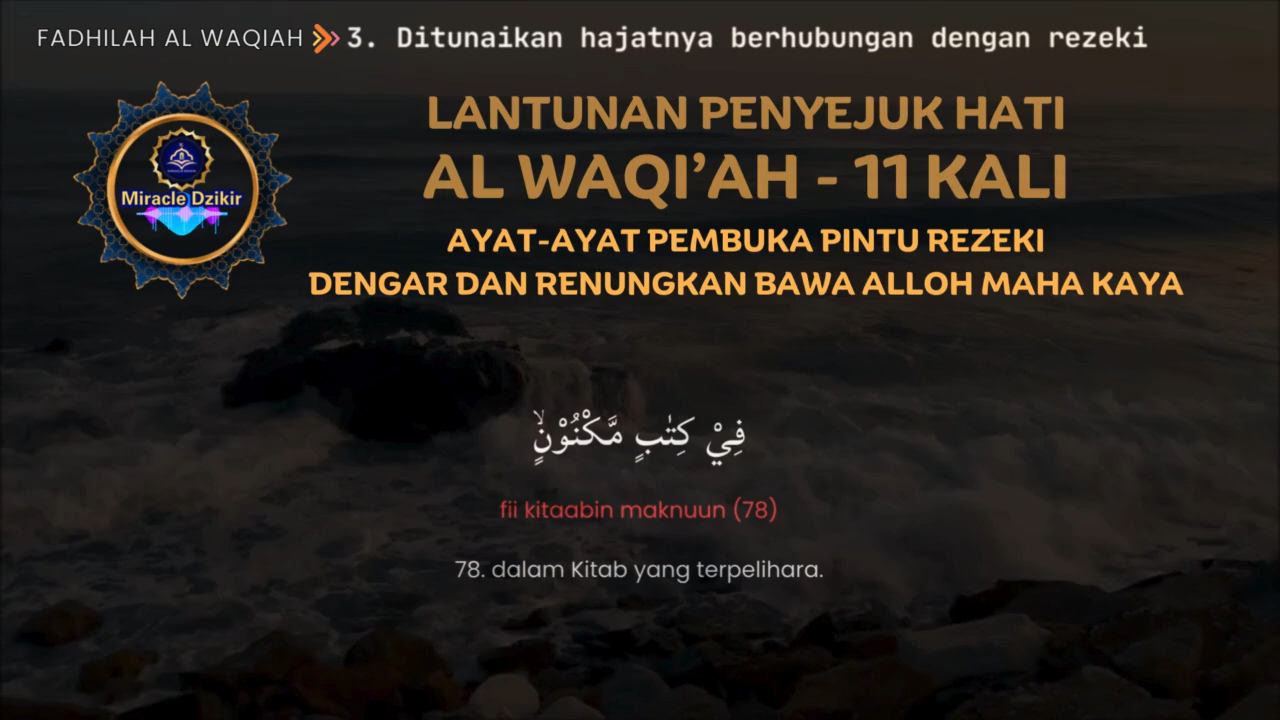 FADHILAH AL WAQIAH 3. Ditunaikan hajatnya berhubungan dengan rezeki
LANTUNAN PENYEJUK HATI
AL WAQI’AH - 11 KALI
Miracle Dzikir
AYAT-AYAT PEMBUKA PINTU REZEKI
DENGAR DAN RENUNGKAN BAWA ALLOH MAHA KAYA
فِيْ كِتٰبٍ مَّكْنُوْنٍۙ
fii kitaabin maknuun (78)
78. dalam Kitab yang terpelihara.